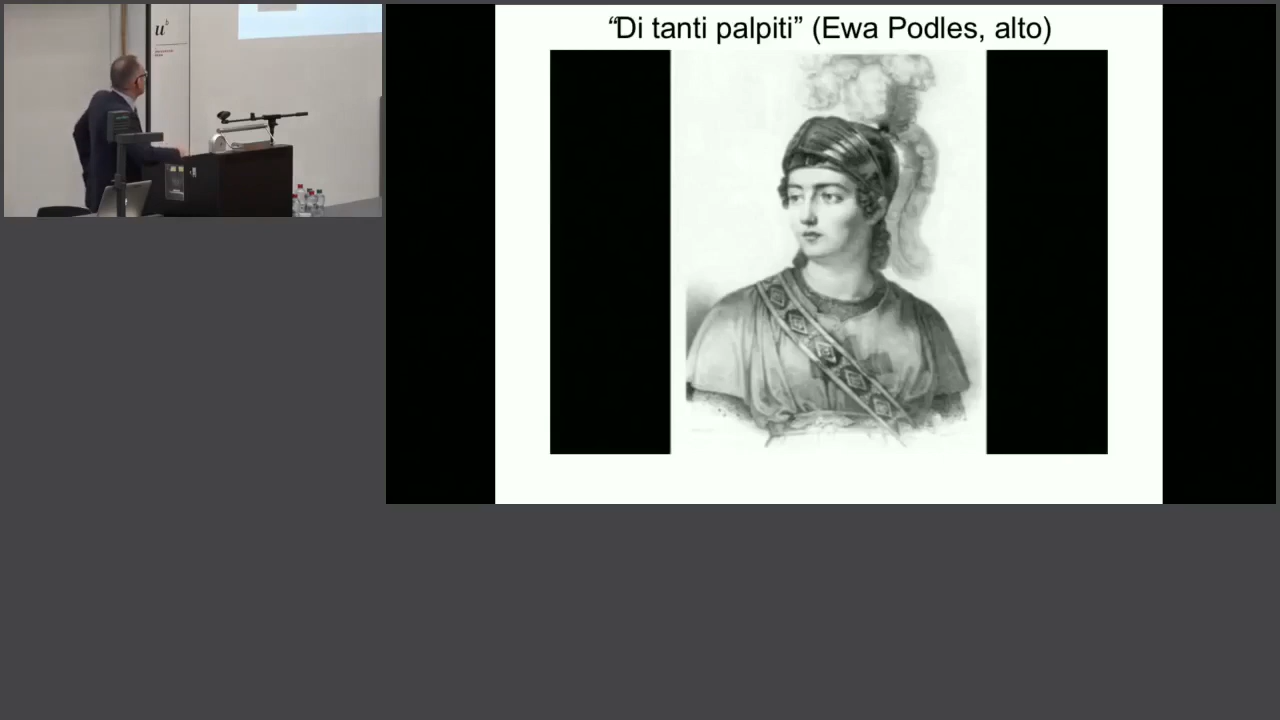 “Di tanti palpiti” (Ewa Podles, alto)
u^b